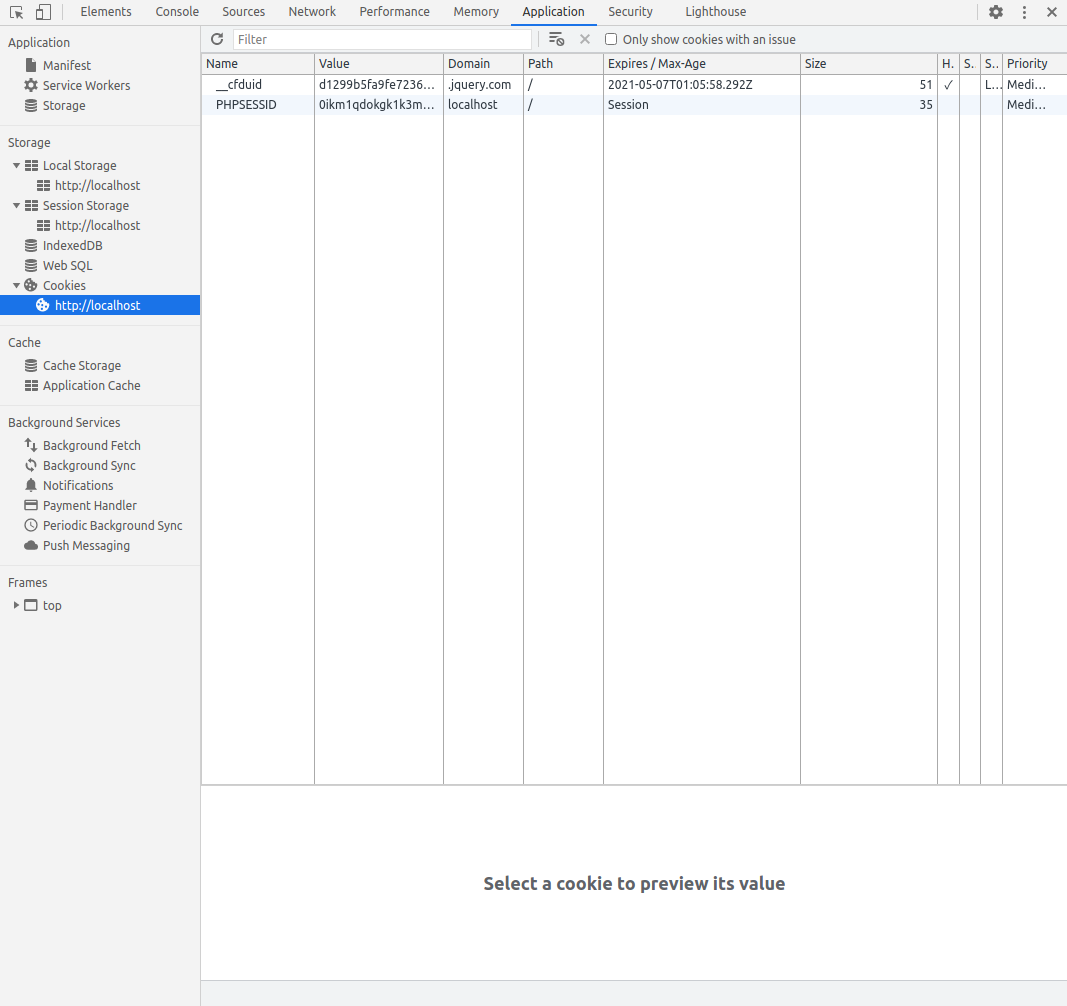 Elements Console Sources Network Performance Memory Application Security Lighthouse
Application
Manifest
Service Workers
Storage
Storage
Local Storage
http://localhost
Session Storage
http://localhost
IndexedDB
Web SQL
Cookies
http://localhost
Cache
Cache Storage
Application Cache
Background Services
Background Fetch
Background Sync
Notifications
Payment Handler
Periodic Background Sync
Push Messaging
Frames
top
Filter Only show cookies with an issue
Name Value Domain Path Expires / Max-Age Size H. S. S.. Priority
__cfduid d1299b5fa9fe7236... .jquery.com / 2021-05-07T01:05:58.292Z 51 ✓ L... Medi...
PHPSESSID 0ikm1qdokgk1k3m... localhost / Session 35 Medi...
Select a cookie to preview its value